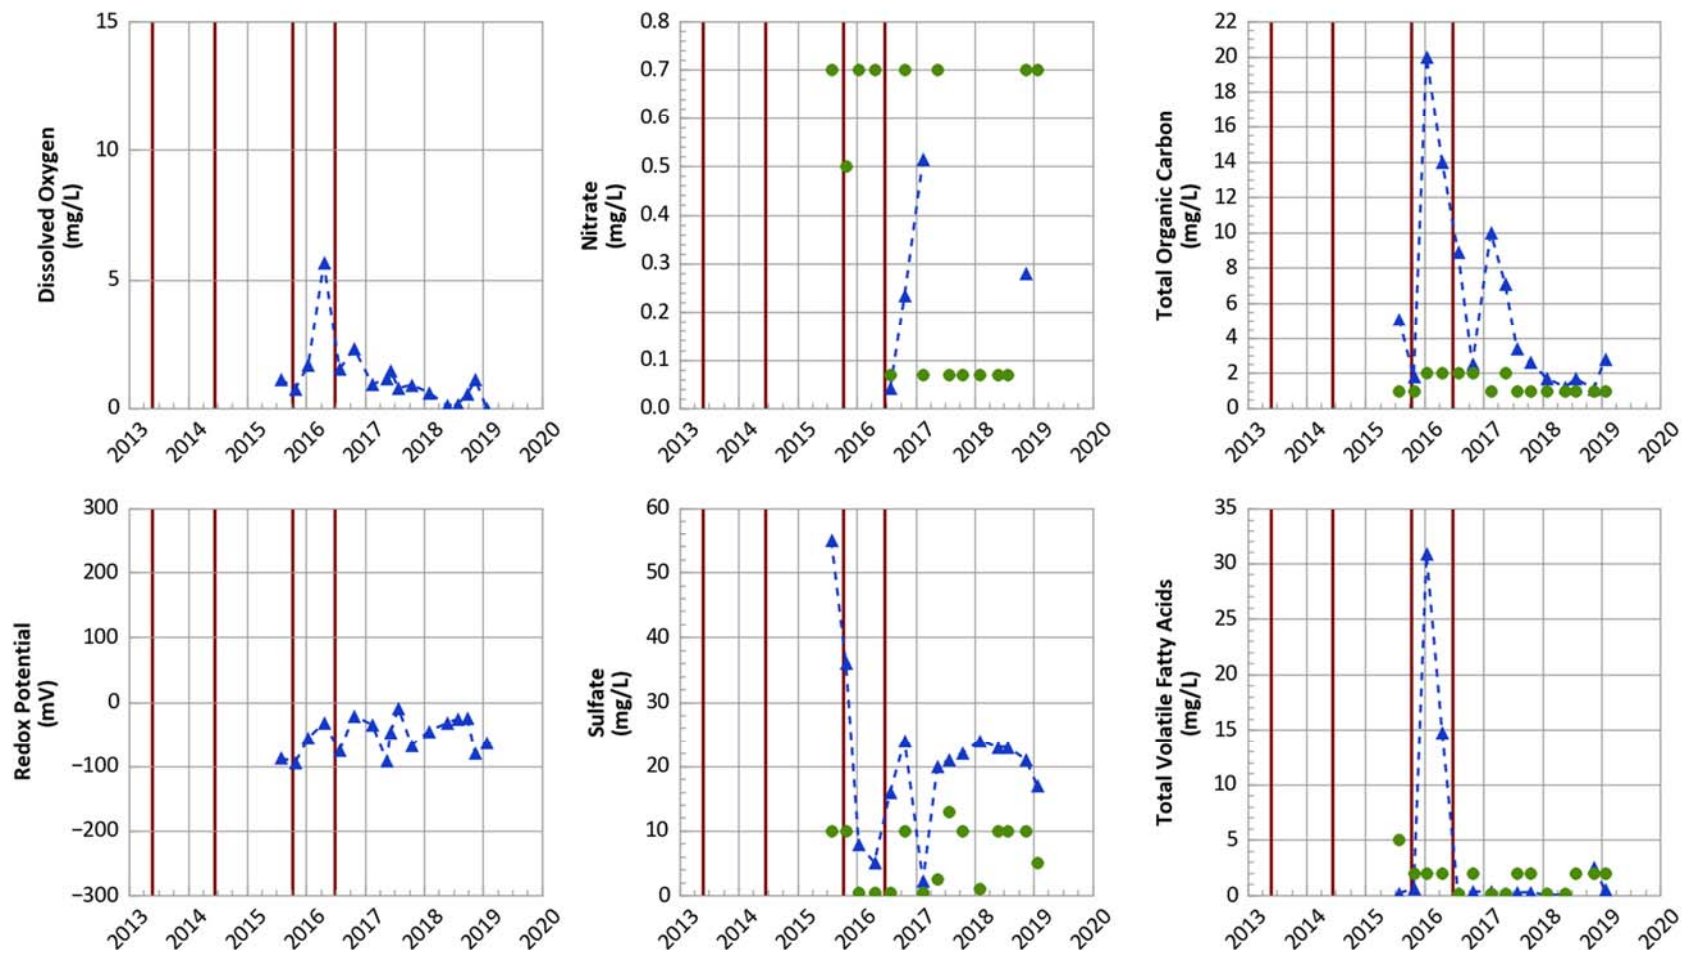 Dissolved Oxygen
(mg/L)
15
10
5
0
2013 2014 2015 2016 2017 2018 2019 2020
Nitrate
(mg/L)
0.8
0.7
0.6
0.5
0.4
0.3
0.2
0.1
0.0
2013 2014 2015 2016 2017 2018 2019 2020
Total Organic Carbon
(mg/L)
22
20
18
16
14
12
10
8
6
4
2
0
2013 2014 2015 2016 2017 2018 2019 2020
Redox Potential
(mV)
300
200
100
0
−100
−200
−300
2013 2014 2015 2016 2017 2018 2019 2020
Sulfate
(mg/L)
60
50
40
30
20
10
0
2013 2014 2015 2016 2017 2018 2019 2020
Total Volatile Fatty Acids
(mg/L)
35
30
25
20
15
10
5
0
2013 2014 2015 2016 2017 2018 2019 2020